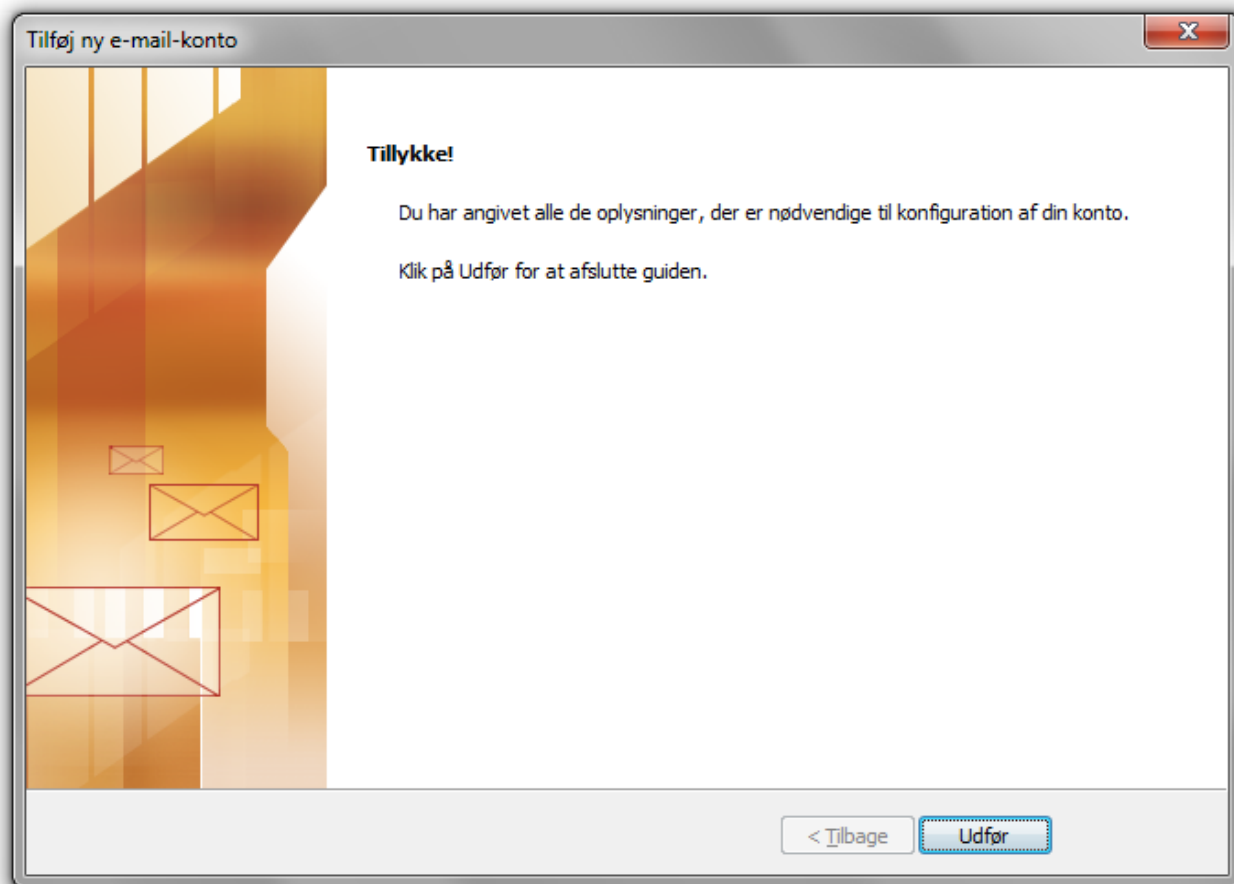 Tilføj ny e-mail-konto
Tillykke!
Du har angivet alle de oplysninger, der er nødvendige til konfiguration af din konto.
Klik på Udfør for at afslutte guiden.
< Tilbage
Udfør